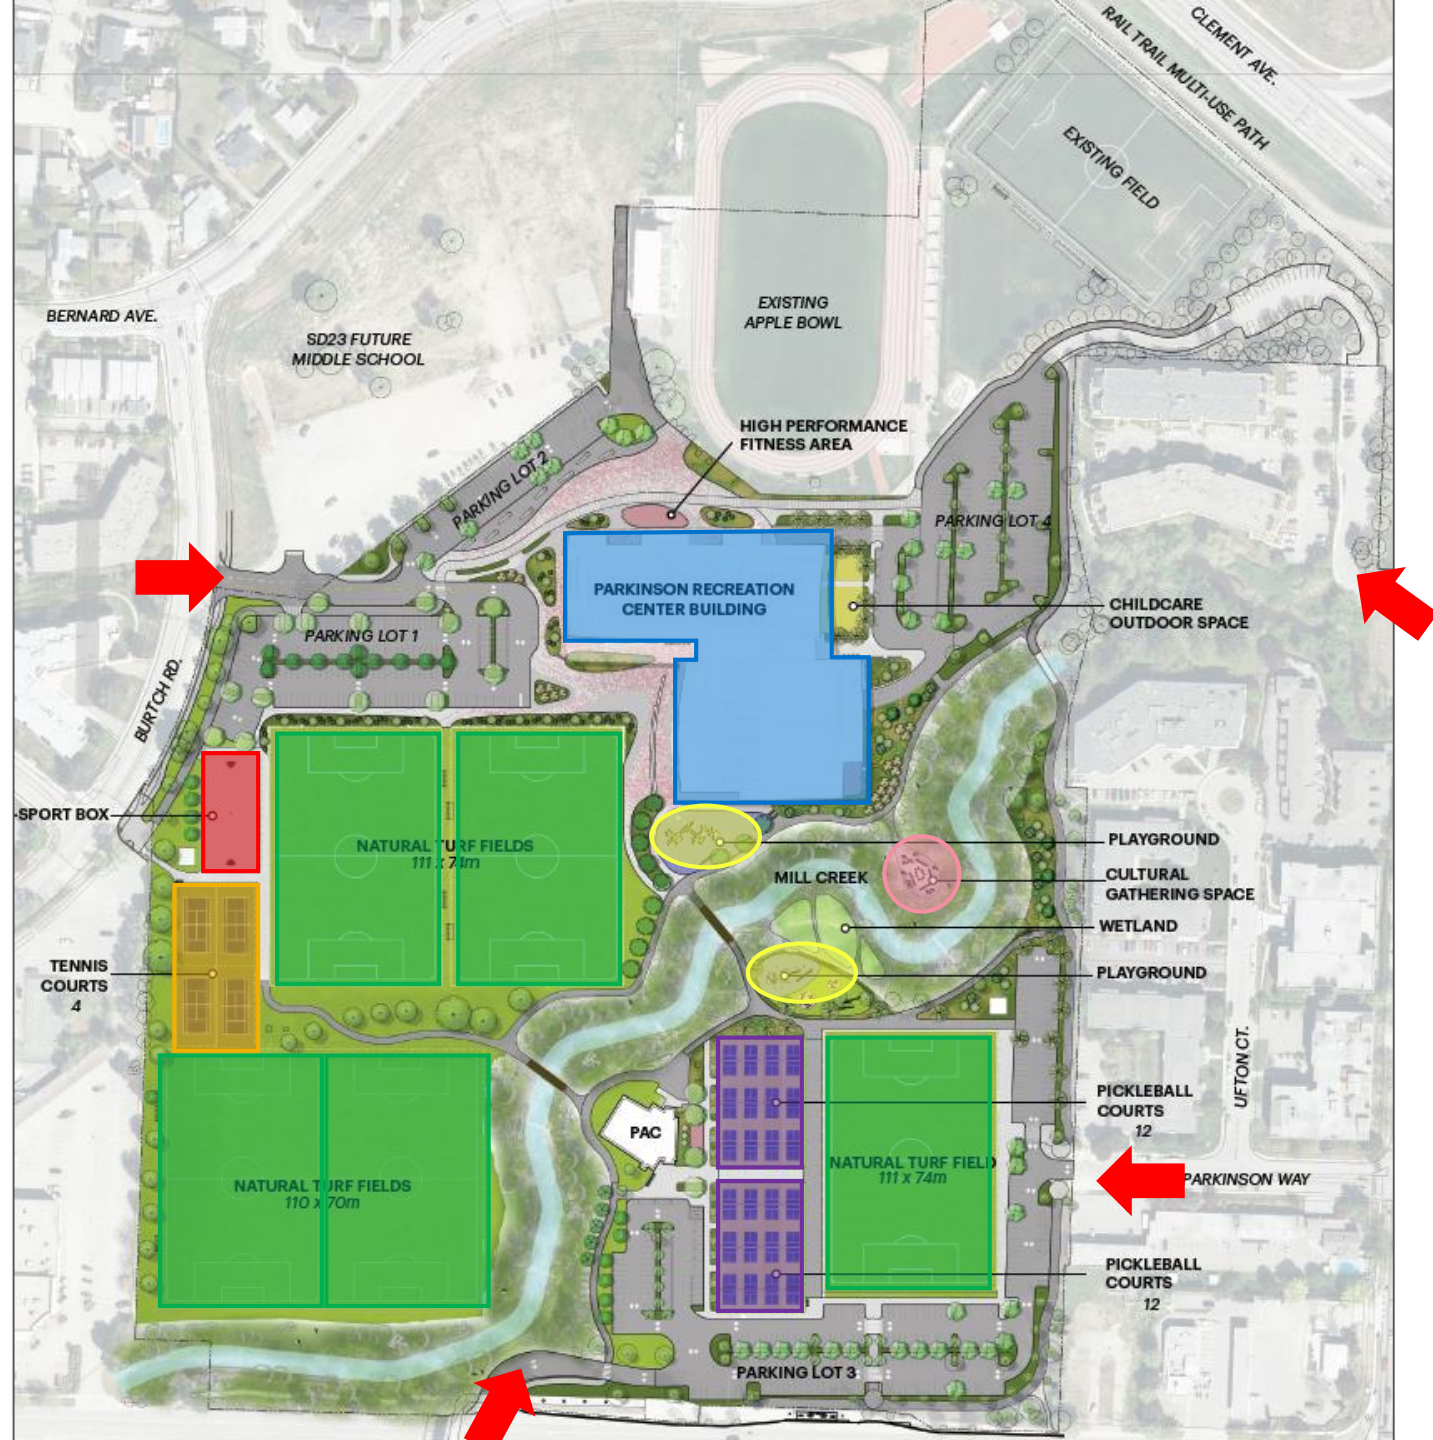 CLEMENT AVE.
RAIL TRAIL MULTI-USE PATH
EXISTING FIELD
BERNARD AVE.
SD23 FUTURE
MIDDLE SCHOOL
EXISTING
APPLE BOWL
HIGH PERFORMANCE
FITNESS AREA
PARKING LOT 2
PARKING LOT 4
PARKINSON RECREATION
CENTER BUILDING
CHILDCARE
OUTDOOR SPACE
PARKING LOT 1
BURTCH RD.
-SPORT BOX
NATURAL TURF FIELDS
111 x 74m
PLAYGROUND
MILL CREEK
CULTURAL
GATHERING SPACE
WETLAND
PLAYGROUND
TENNIS
COURTS
4
UFTON CT.
PICKLEBALL
COURTS
12
PAC
NATURAL TURF FIELD
111 x 74m
PARKINSON WAY
NATURAL TURF FIELDS
110 x 70m
PICKLEBALL
COURTS
12
PARKING LOT 3